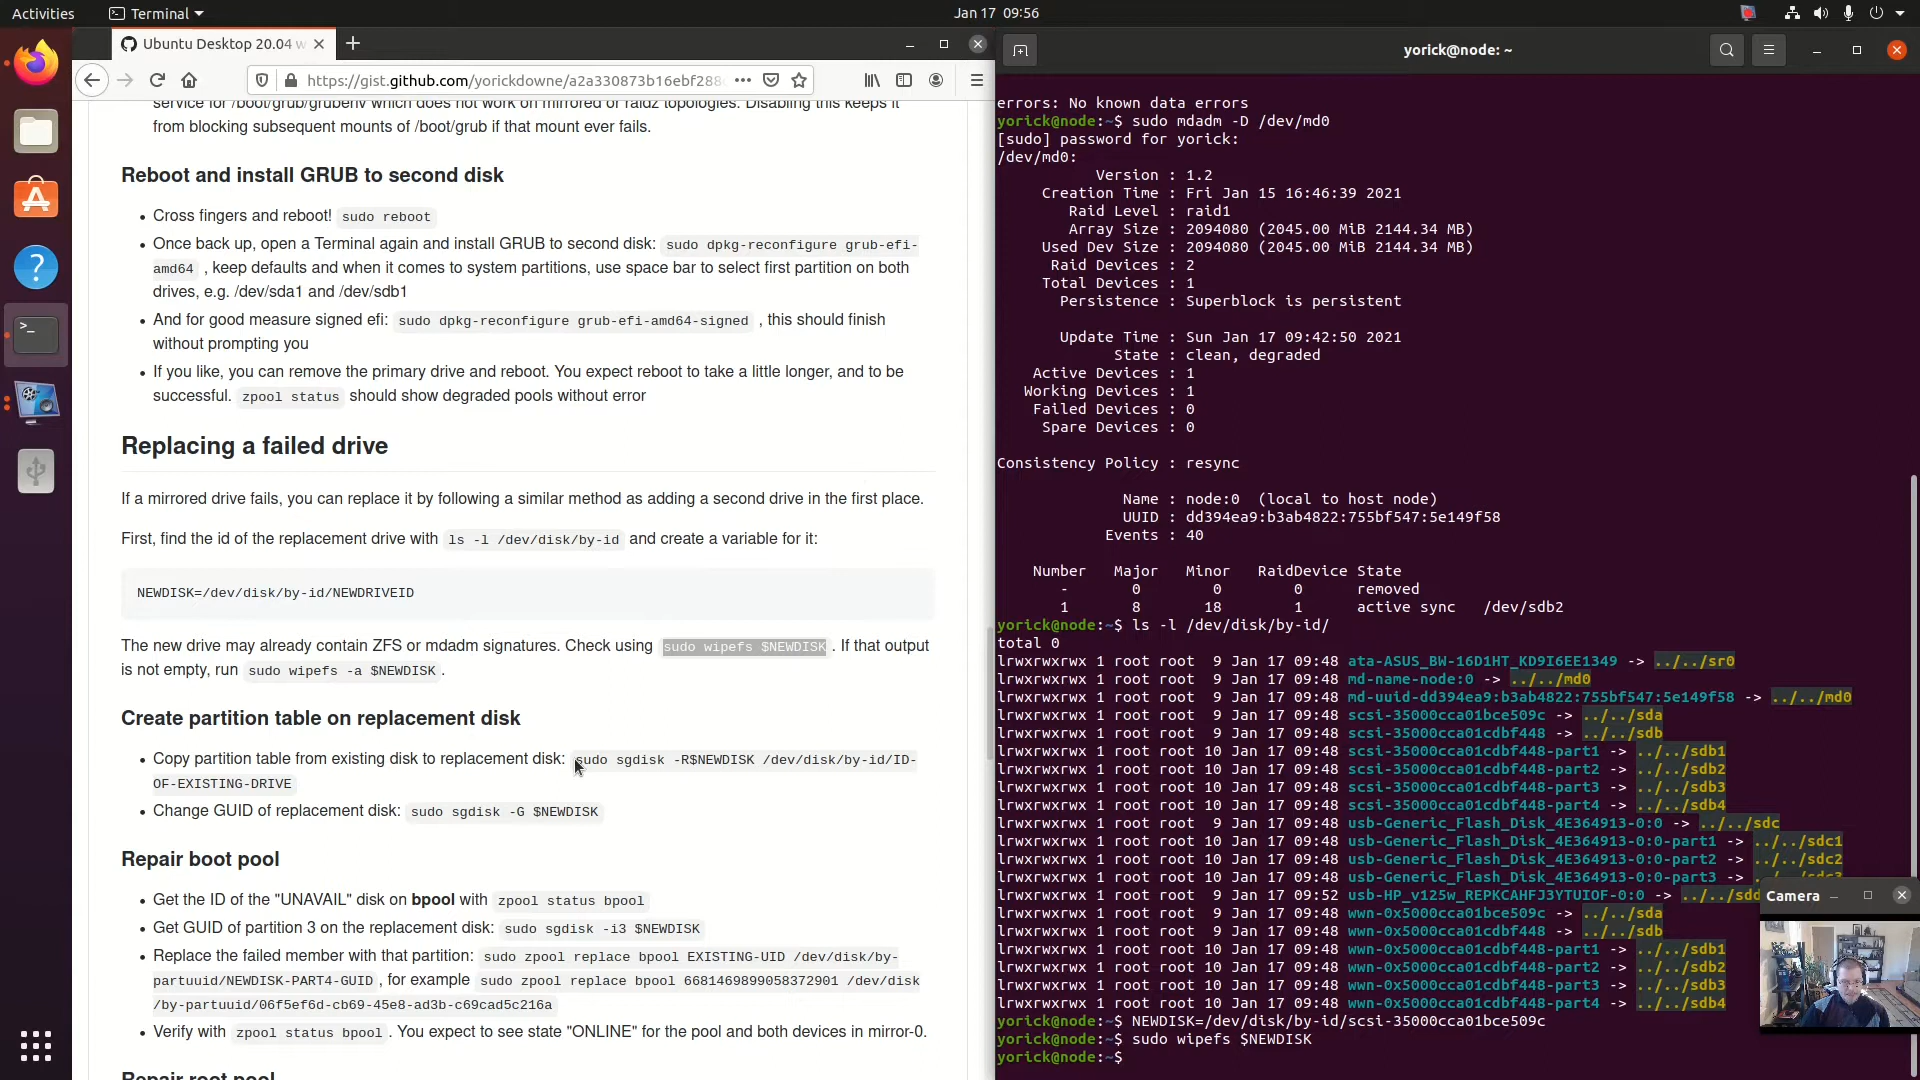 Activities
Terminal
Jan 17 09:56
Ubuntu Desktop 20.04 w
https://gist.github.com/yorickdowne/a2a330873b16ebf288
service for /boot/grub/grubenv which does not work on mirrored or raidz topologies. Disabling this keeps it
from blocking subsequent mounts of /boot/grub if that mount ever fails.
Reboot and install GRUB to second disk
Cross fingers and reboot! sudo reboot
Once back up, open a Terminal again and install GRUB to second disk: sudo dpkg-reconfigure grub-efi-
amd64 , keep defaults and when it comes to system partitions, use space bar to select first partition on both
drives, e.g. /dev/sda1 and /dev/sdb1
And for good measure signed efi: sudo dpkg-reconfigure grub-efi-amd64-signed , this should finish
without prompting you
If you like, you can remove the primary drive and reboot. You expect reboot to take a little longer, and to be
successful. zpool status should show degraded pools without error
Replacing a failed drive
If a mirrored drive fails, you can replace it by following a similar method as adding a second drive in the first place.
First, find the id of the replacement drive with ls -l /dev/disk/by-id and create a variable for it:
NEWDISK=/dev/disk/by-id/NEWDRIVEID
The new drive may already contain ZFS or mdadm signatures. Check using sudo wipefs $NEWDISK . If that output
is not empty, run sudo wipefs -a $NEWDISK .
Create partition table on replacement disk
Copy partition table from existing disk to replacement disk: sudo sgdisk -R$NEWDISK /dev/disk/by-id/ID-
OF-EXISTING-DRIVE
Change GUID of replacement disk: sudo sgdisk -G $NEWDISK
Repair boot pool
Get the ID of the "UNAVAIL" disk on bpool with zpool status bpool
Get GUID of partition 3 on the replacement disk: sudo sgdisk -i3 $NEWDISK
Replace the failed member with that partition: sudo zpool replace bpool EXISTING-UID /dev/disk/by-
partuuid/NEWDISK-PART4-GUID , for example sudo zpool replace bpool 6681469899058372901 /dev/disk
/by-partuuid/06f5ef6d-cb69-45e8-ad3b-c69cad5c216a
Verify with zpool status bpool . You expect to see state "ONLINE" for the pool and both devices in mirror-0.
Repair root pool
yorick@node: ~
errors: No known data errors
yorick@node:~$ sudo mdadm -D /dev/md0
[sudo] password for yorick:
/dev/md0:
Version : 1.2
Creation Time : Fri Jan 15 16:46:39 2021
Raid Level : raid1
Array Size : 2094080 (2045.00 MiB 2144.34 MB)
Used Dev Size : 2094080 (2045.00 MiB 2144.34 MB)
Raid Devices : 2
Total Devices : 1
Persistence : Superblock is persistent
Update Time : Sun Jan 17 09:42:50 2021
State : clean, degraded
Active Devices : 1
Working Devices : 1
Failed Devices : 0
Spare Devices : 0
Consistency Policy : resync
Name : node:0 (local to host node)
UUID : dd394ea9:b3ab4822:755bf547:5e149f58
Events : 40
Number Major Minor RaidDevice State
- 0 0 0 removed
1 8 18 1 active sync /dev/sdb2
yorick@node:~$ ls -l /dev/disk/by-id/
total 0
lrwxrwxrwx 1 root root 9 Jan 17 09:48 ata-ASUS_BW-16D1HT_KD9I6EE1349 -> ../../sr0
lrwxrwxrwx 1 root root 9 Jan 17 09:48 md-name-node:0 -> ../../md0
lrwxrwxrwx 1 root root 9 Jan 17 09:48 md-uuid-dd394ea9:b3ab4822:755bf547:5e149f58 -> ../../md0
lrwxrwxrwx 1 root root 9 Jan 17 09:48 scsi-35000cca01bce509c -> ../../sda
lrwxrwxrwx 1 root root 9 Jan 17 09:48 scsi-35000cca01cdbf448 -> ../../sdb
lrwxrwxrwx 1 root root 10 Jan 17 09:48 scsi-35000cca01cdbf448-part1 -> ../../sdb1
lrwxrwxrwx 1 root root 10 Jan 17 09:48 scsi-35000cca01cdbf448-part2 -> ../../sdb2
lrwxrwxrwx 1 root root 10 Jan 17 09:48 scsi-35000cca01cdbf448-part3 -> ../../sdb3
lrwxrwxrwx 1 root root 10 Jan 17 09:48 scsi-35000cca01cdbf448-part4 -> ../../sdb4
lrwxrwxrwx 1 root root 9 Jan 17 09:48 usb-Generic_Flash_Disk_4E364913-0:0 -> ../../sdc
lrwxrwxrwx 1 root root 10 Jan 17 09:48 usb-Generic_Flash_Disk_4E364913-0:0-part1 -> ../../sdc1
lrwxrwxrwx 1 root root 10 Jan 17 09:48 usb-Generic_Flash_Disk_4E364913-0:0-part2 -> ../../sdc2
lrwxrwxrwx 1 root root 10 Jan 17 09:48 usb-Generic_Flash_Disk_4E364913-0:0-part3 -> ../../sdc3
lrwxrwxrwx 1 root root 9 Jan 17 09:52 usb-HP_v125w_REPKCAHFJ3YTUIOF-0:0 -> ../../sdd
lrwxrwxrwx 1 root root 9 Jan 17 09:48 wwn-0x5000cca01bce509c -> ../../sda
lrwxrwxrwx 1 root root 9 Jan 17 09:48 wwn-0x5000cca01cdbf448 -> ../../sdb
lrwxrwxrwx 1 root root 10 Jan 17 09:48 wwn-0x5000cca01cdbf448-part1 -> ../../sdb1
lrwxrwxrwx 1 root root 10 Jan 17 09:48 wwn-0x5000cca01cdbf448-part2 -> ../../sdb2
lrwxrwxrwx 1 root root 10 Jan 17 09:48 wwn-0x5000cca01cdbf448-part3 -> ../../sdb3
lrwxrwxrwx 1 root root 10 Jan 17 09:48 wwn-0x5000cca01cdbf448-part4 -> ../../sdb4
yorick@node:~$ NEWDISK=/dev/disk/by-id/scsi-35000cca01bce509c
yorick@node:~$ sudo wipefs $NEWDISK
yorick@node:~$
Camera